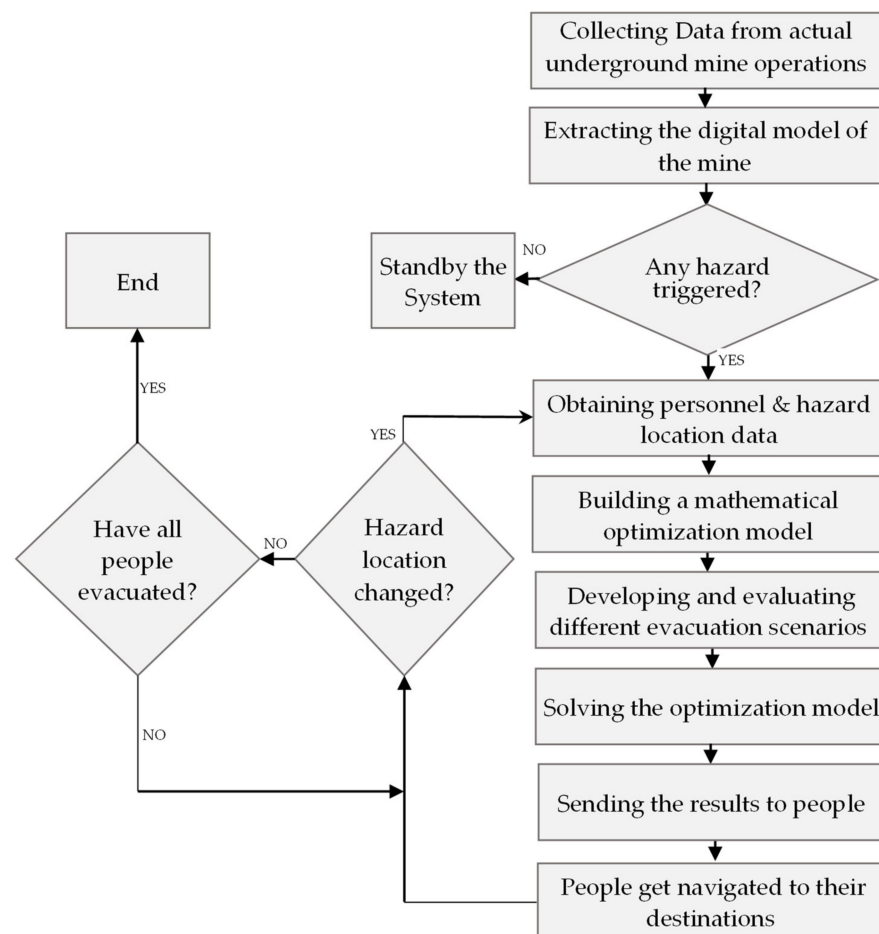 Collecting Data from actual
underground mine operations
Extracting the digital model of
the mine
Any hazard
triggered?
NO
Standby the
System
YES
Obtaining personnel & hazard
location data
Building a mathematical
optimization model
Developing and evaluating
different evacuation scenarios
Solving the optimization model
Sending the results to people
People get navigated to their
destinations
Hazard
location
changed?
YES
NO
Have all
people
evacuated?
YES
NO
End